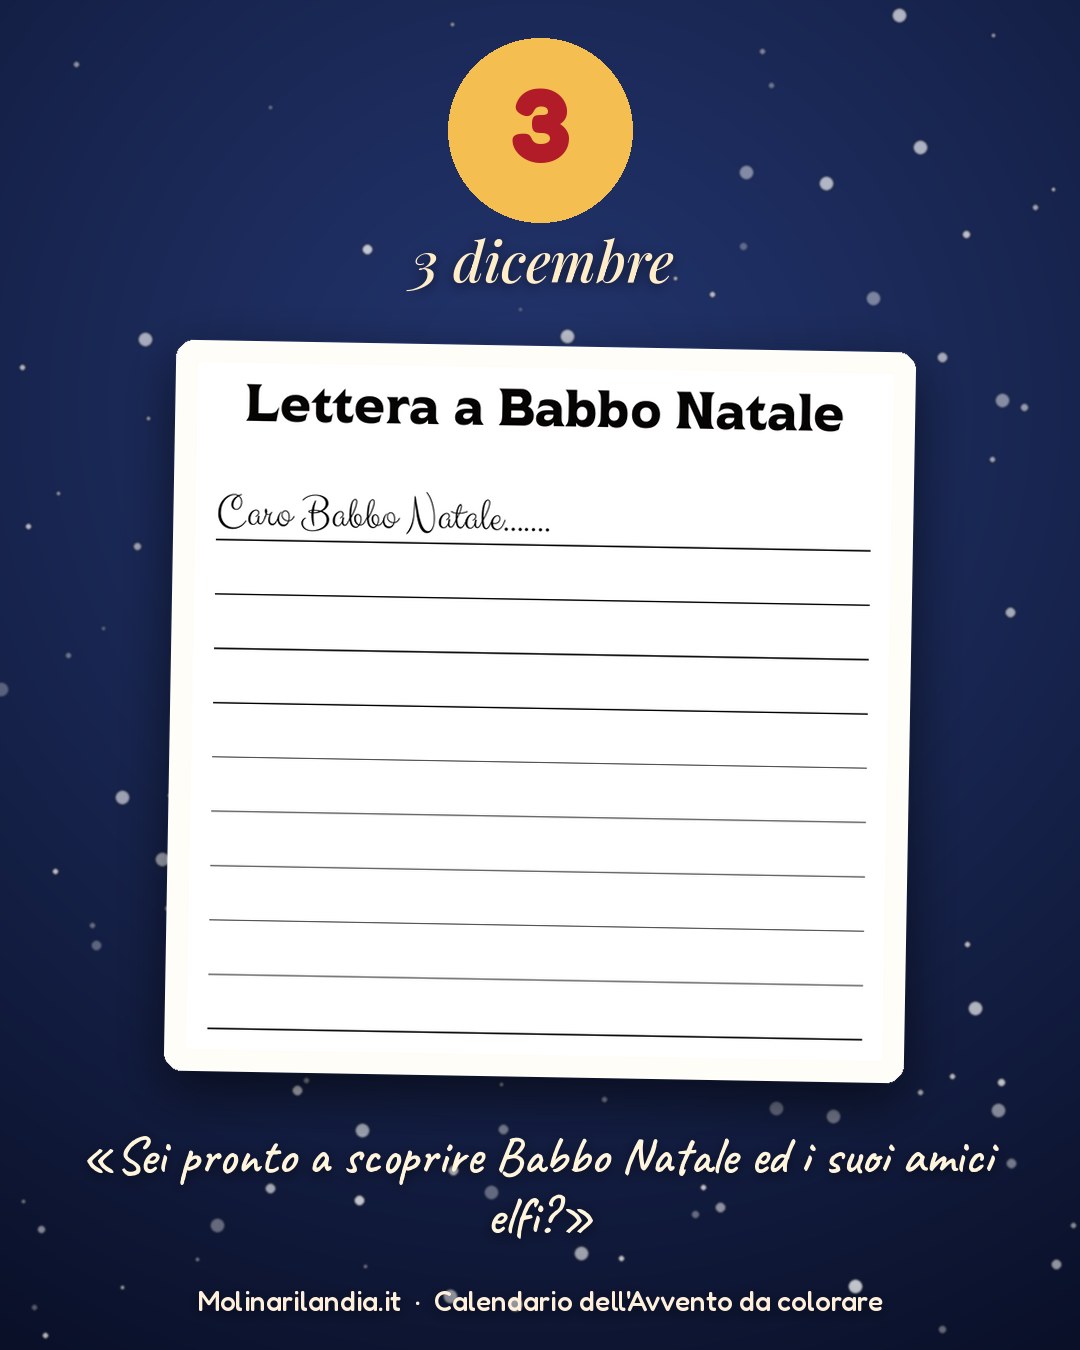 3
3 dicembre
Lettera a Babbo Natale
Caro Babbo Natale.......
«Sei pronto a scoprire Babbo Natale ed i suoi amici
elfi?»
Molinarilandia.it · Calendario dell'Avvento da colorare